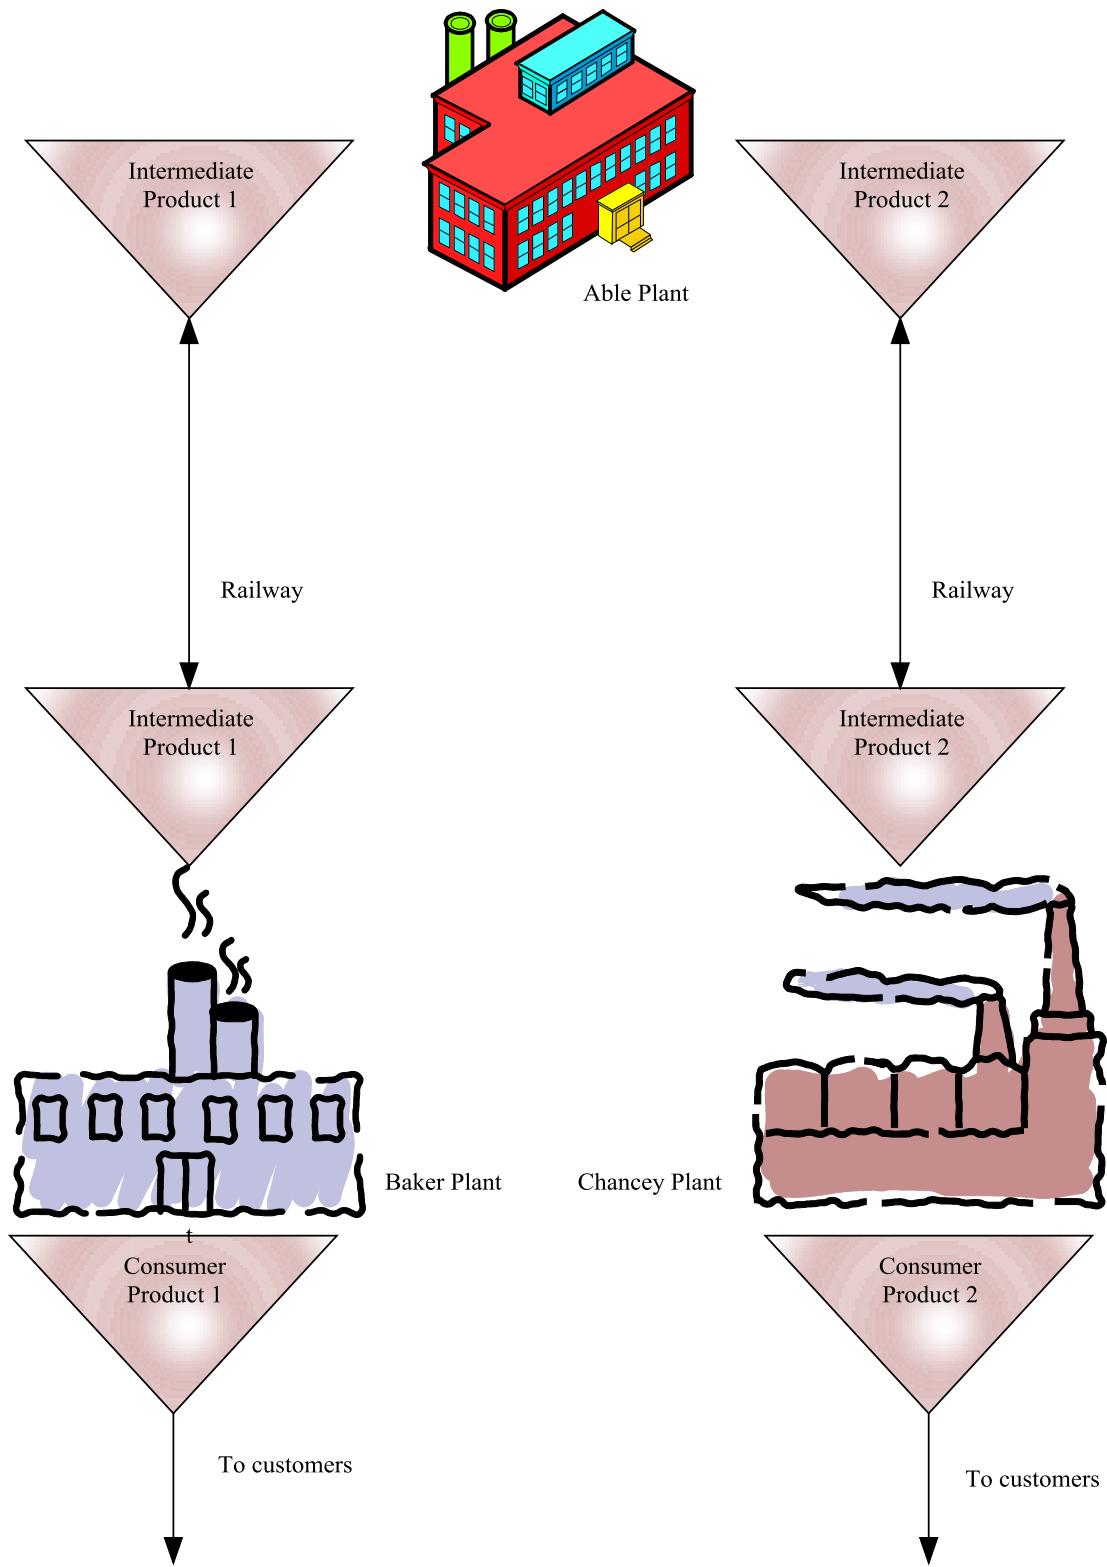 Intermediate
Product 1
Intermediate
Product 2
Able Plant
Railway
Railway
Intermediate
Product 1
Intermediate
Product 2
Baker Plant
Chancey Plant
t
Consumer
Product 1
Consumer
Product 2
To customers
To customers